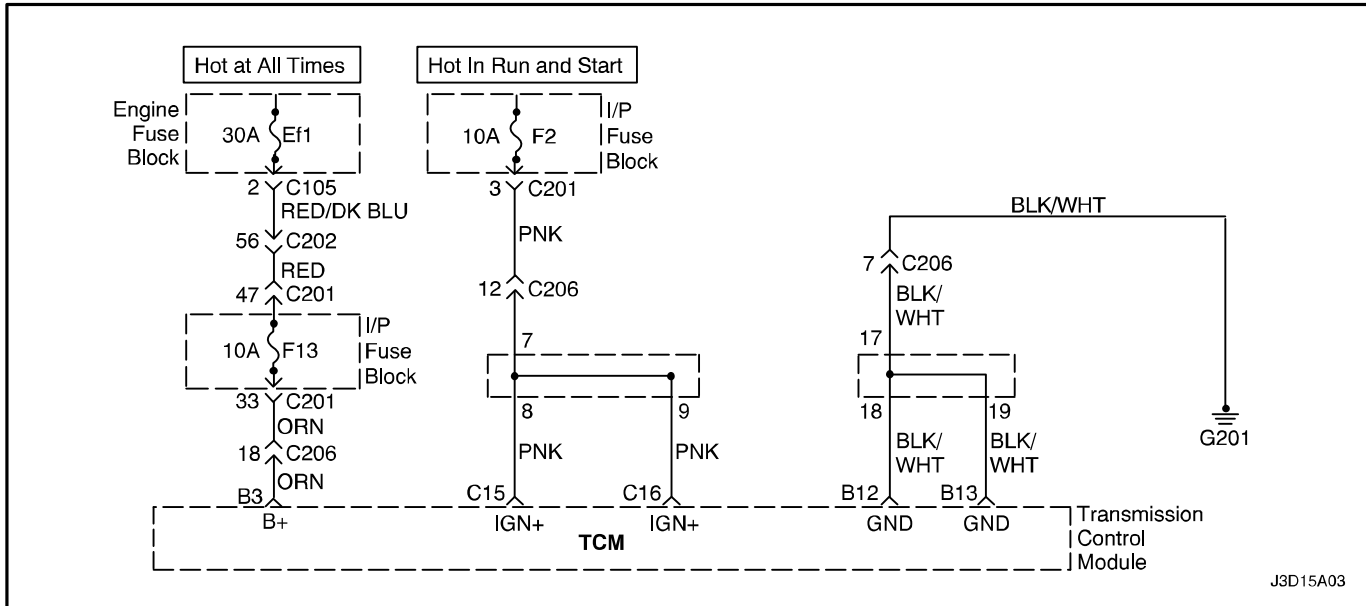 Hot at All Times
Hot In Run and Start
Engine
Fuse
Block
30A
Ef1
10A
F2
I/P
Fuse
Block
2
C105
RED/DK BLU
3
C201
PNK
56
C202
RED
47
C201
12
C206
10A
F13
I/P
Fuse
Block
33
C201
ORN
18
C206
ORN
B3
B+
7
8
9
PNK
PNK
C15
C16
IGN+
IGN+
BLK/WHT
7
C206
BLK/
WHT
17
18
19
BLK/
WHT
BLK/
WHT
B12
B13
GND
GND
G201
TCM
Transmission
Control
Module
J3D15A03